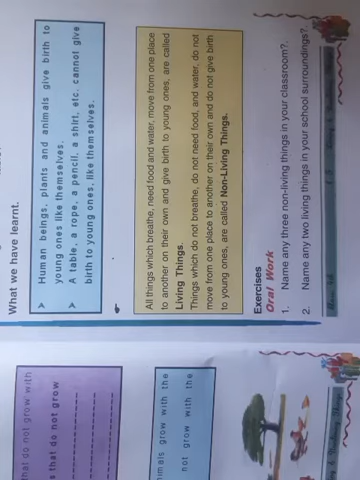 What we have learnt.
Human beings, plants and animals give birth to
young ones like themselves.
A table, a rope, a pencil, a shirt, etc. cannot give
birth to young ones, like themselves.
All things which breathe, need food and water, move from one place
to another on their own and give birth to young ones, are called
Living Things.
Things which do not breathe, do not need food, and water, do not
move from one place to another on their own and do not give birth
to young ones, are called Non-Living Things.
Exercises
Oral Work
1. Name any three non-living things in your classroom?.
2. Name any two living things in your school surroundings?.
that do not grow with
s that do not grow
grow with the
not grow with the